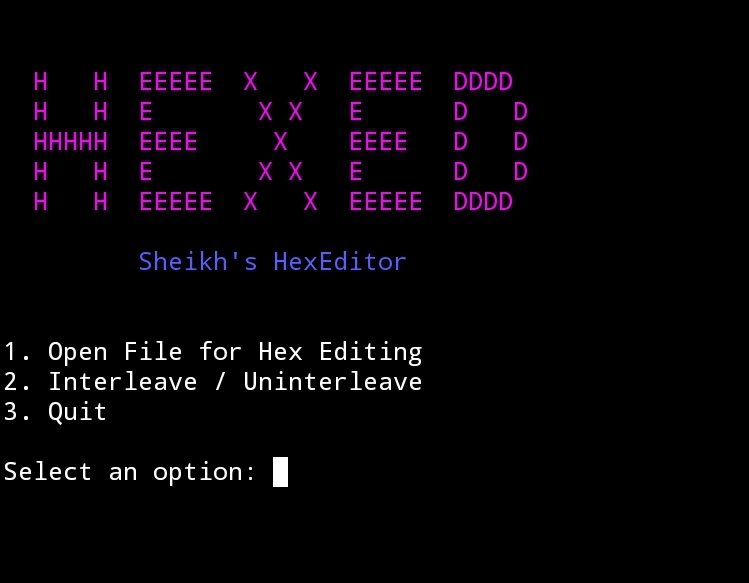 H   H  EEEEE  X   X  EEEEE  DDDD
H   H  E       X X   E      D   D
HHHHH  EEEE     X    EEEE   D   D
H   H  E       X X   E      D   D
H   H  EEEEE  X   X  EEEEE  DDDD
Sheikh's HexEditor
1. Open File for Hex Editing
2. Interleave / Uninterleave
3. Quit
Select an option: